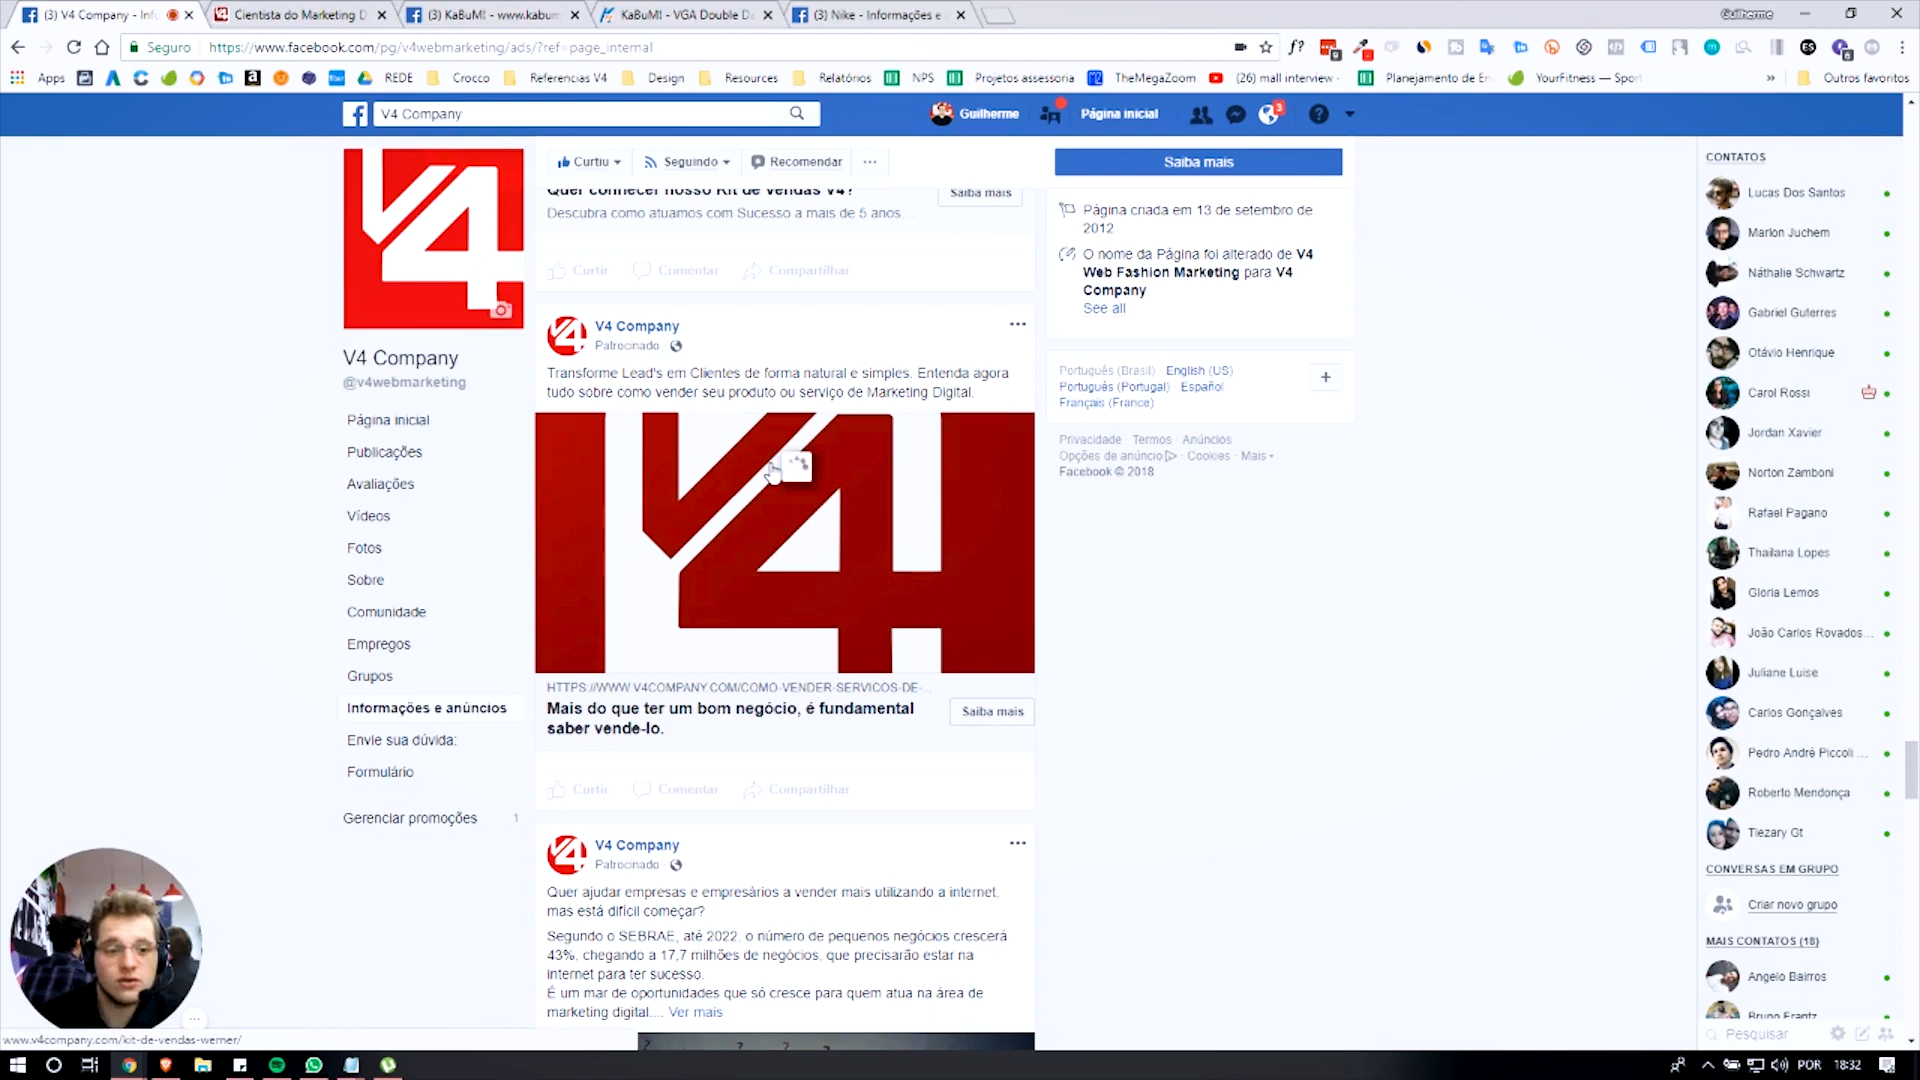 (3) V4 Company - Inf
Cientista do Marketing D
(3) KaBuM! - www.kabum
KaBuM! - VGA Double D
(3) Nike - Informações e
Guilherme
Seguro
https://www.facebook.com/pg/v4webmarketing/ads/?ref=page_internal
Apps
REDE
Crocco
Referencias V4
Design
Resources
Relatórios
NPS
Projetos assessoria
TheMegaZoom
(26) mall interview -
Planejamento de En
YourFitness — Sport
Outros favoritos
V4 Company
Guilherme
Página inicial
3
Curtiu
Seguindo
Recomendar
Saiba mais
V4
V4 Company
@v4webmarketing
Página inicial
Publicações
Avaliações
Vídeos
Fotos
Sobre
Comunidade
Empregos
Grupos
Informações e anúncios
Envie sua dúvida:
Formulário
Gerenciar promoções 1
Quer conhecer nosso Kit de Vendas V4?
Saiba mais
Descubra como atuamos com Sucesso a mais de 5 anos...
Curtir Comentar Compartilhar
V4 Company
Patrocinado
Transforme Lead's em Clientes de forma natural e simples. Entenda agora
tudo sobre como vender seu produto ou serviço de Marketing Digital.
V4
HTTPS://WWW.V4COMPANY.COM/COMO-VENDER-SERVICOS-DE-...
Mais do que ter um bom negócio, é fundamental
saber vende-lo.
Saiba mais
Curtir Comentar Compartilhar
V4 Company
Patrocinado
Quer ajudar empresas e empresários a vender mais utilizando a internet,
mas está difícil começar?
Segundo o SEBRAE, até 2022, o número de pequenos negócios crescerá
43%, chegando a 17,7 milhões de negócios, que precisarão estar na
internet para ter sucesso.
É um mar de oportunidades que só cresce para quem atua na área de
marketing digital.... Ver mais
Página criada em 13 de setembro de
2012
O nome da Página foi alterado de V4
Web Fashion Marketing para V4
Company
See all
Português (Brasil) · English (US) ·
Português (Portugal) · Español ·
Français (France)
Privacidade · Termos · Anúncios ·
Opções de anúncio · Cookies · Mais
Facebook © 2018
CONTATOS
Lucas Dos Santos
Marlon Juchem
Náthalie Schwartz
Gabriel Guterres
Otávio Henrique
Carol Rossi
Jordan Xavier
Norton Zamboni
Rafael Pagano
Thailana Lopes
Gloria Lemos
João Carlos Rovados...
Juliane Luise
Carlos Gonçalves
Pedro André Piccoli ...
Roberto Mendonça
Tiezary Gt
CONVERSAS EM GRUPO
Criar novo grupo
MAIS CONTATOS (18)
Angelo Bairros
Bruno Frantz
Pesquisar
www.v4company.com/kit-de-vendas-werner/
POR
18:32